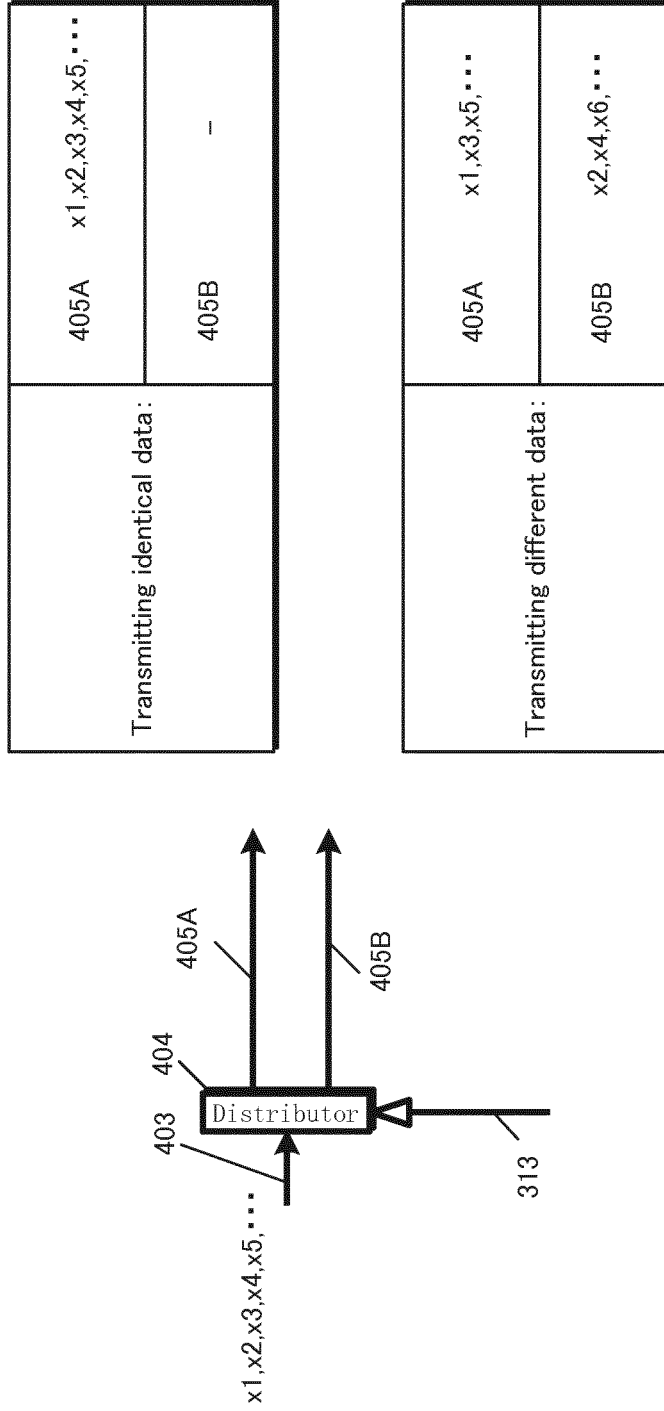 x1,x2,x3,x4,x5,･･･
403
404
Distributor
405A
405B
313
Transmitting identical data:
405A x1,x2,x3,x4,x5,･･･
405B –
Transmitting different data:
405A x1,x3,x5,･･･
405B x2,x4,x6,･･･